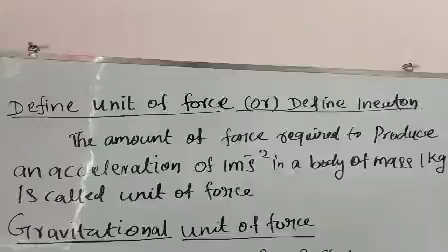 Define unit of force (or) Define 1newton
The amount of force required to Produce
an acceleration of 1ms⁻² in a body of mass 1kg
Is called unit of force
Gravitational unit of force